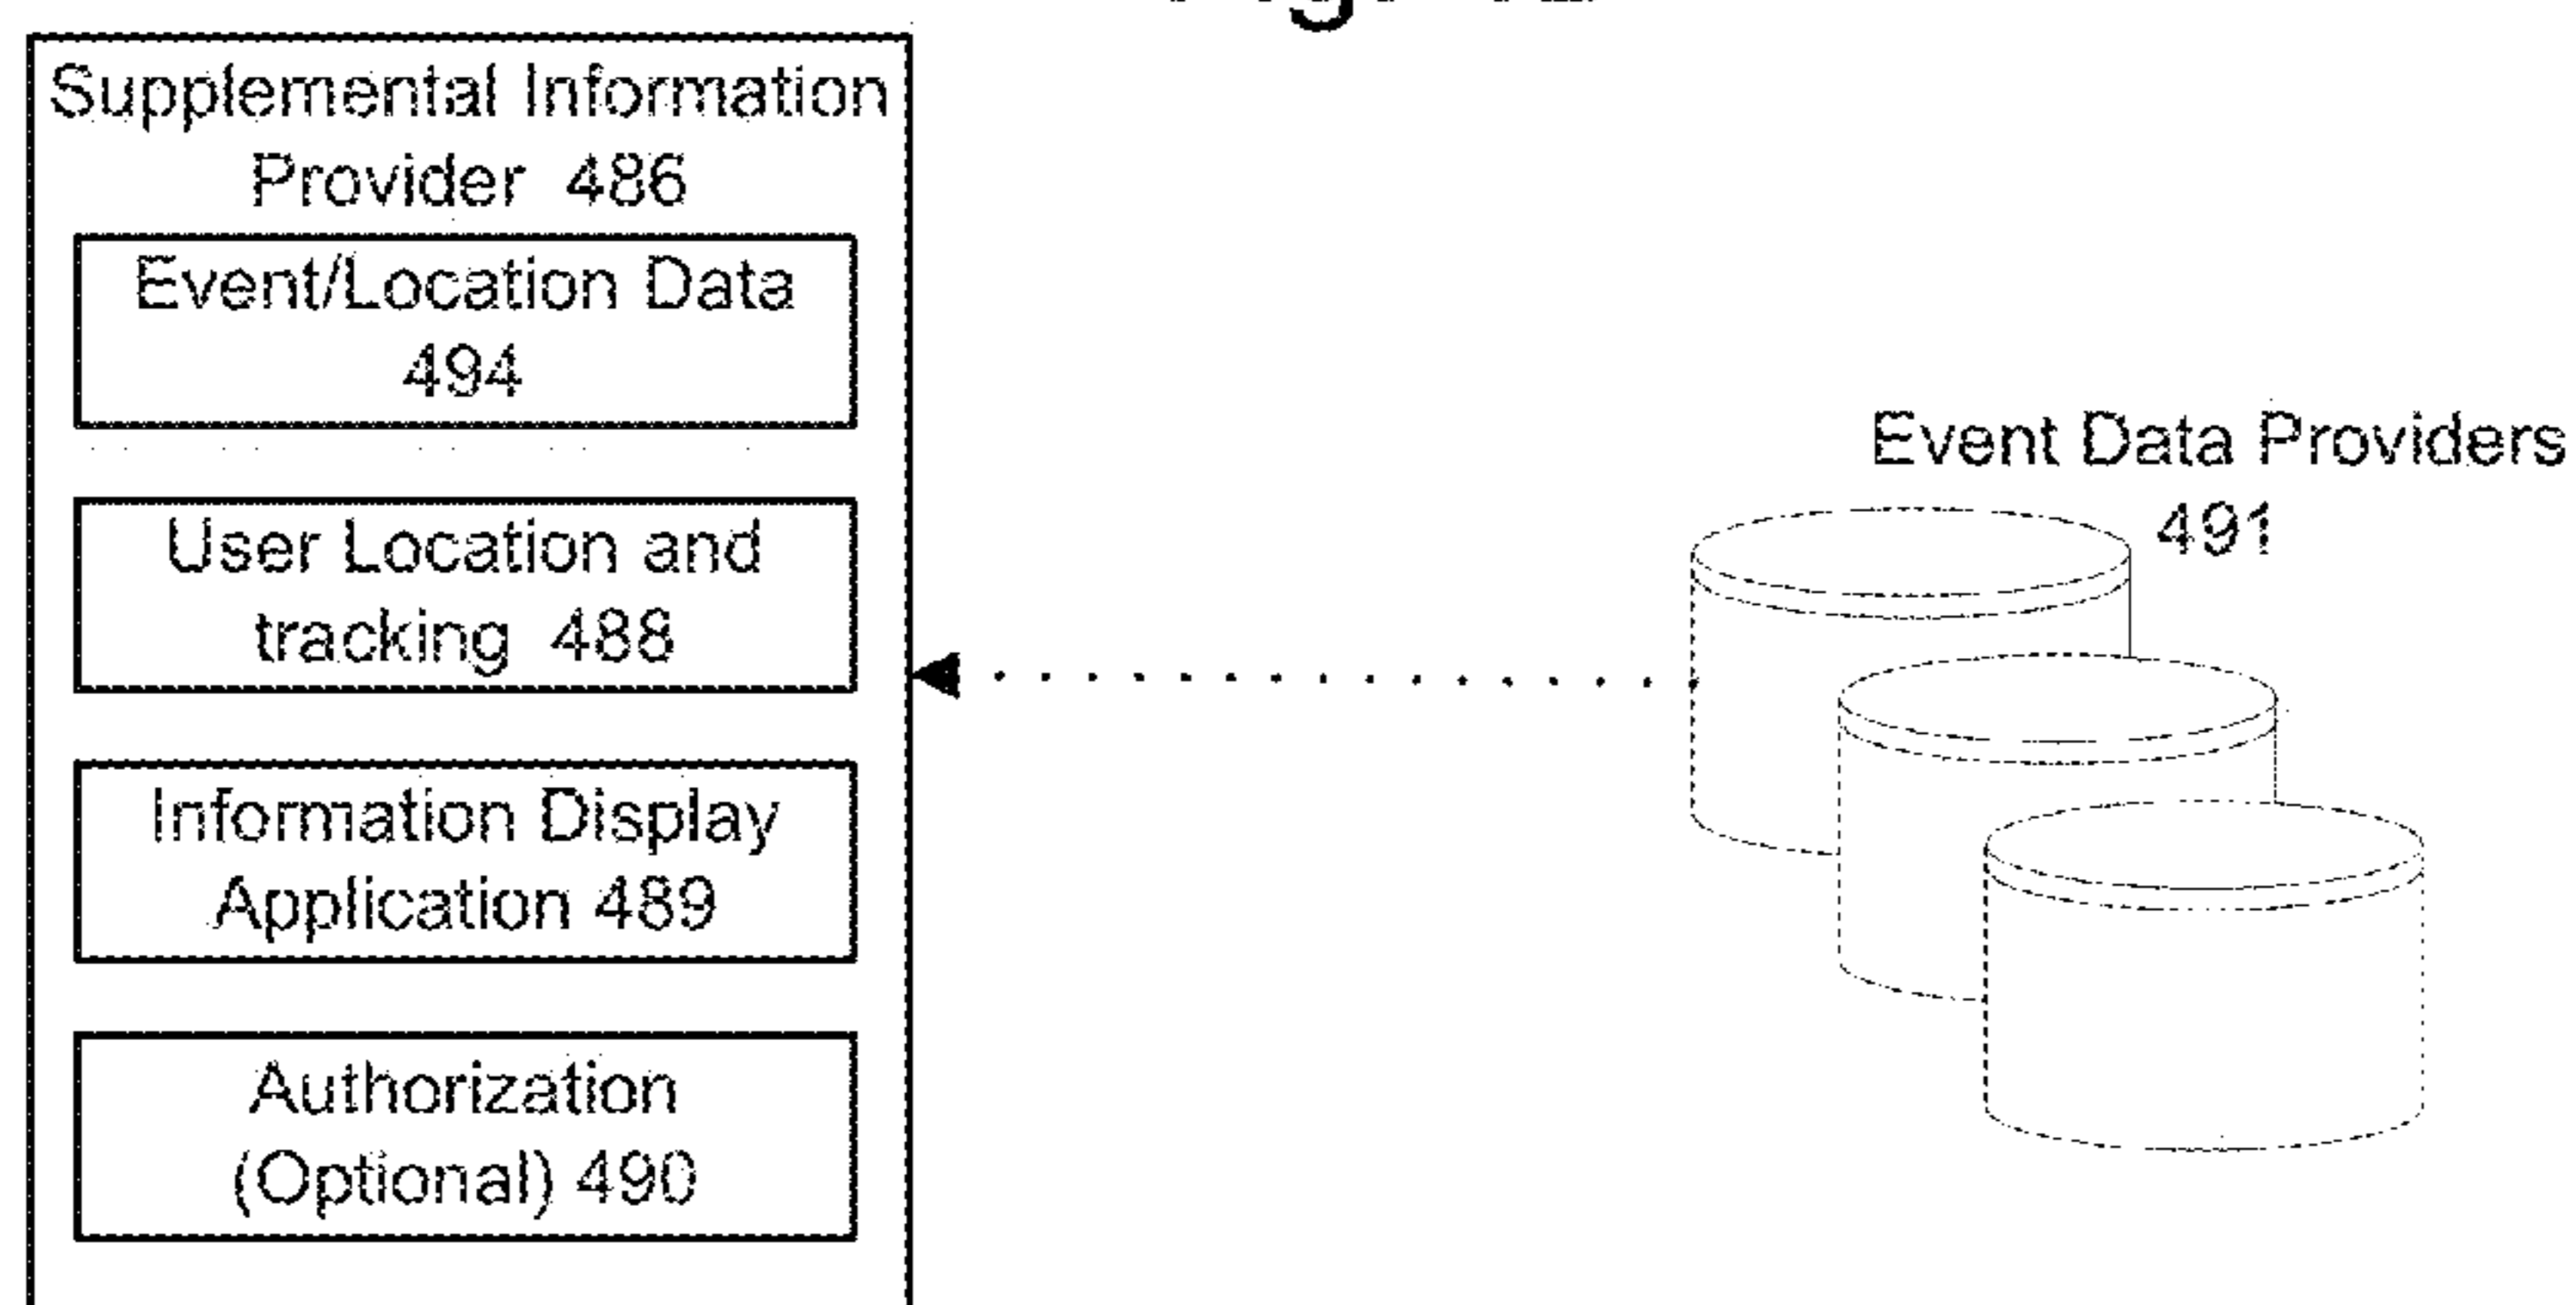 Supplemental Information
Provider 486
Event/Location Data
494
User Location and
tracking 488
Information Display
Application 489
Authorization
(Optional) 490
Event Data Providers
491